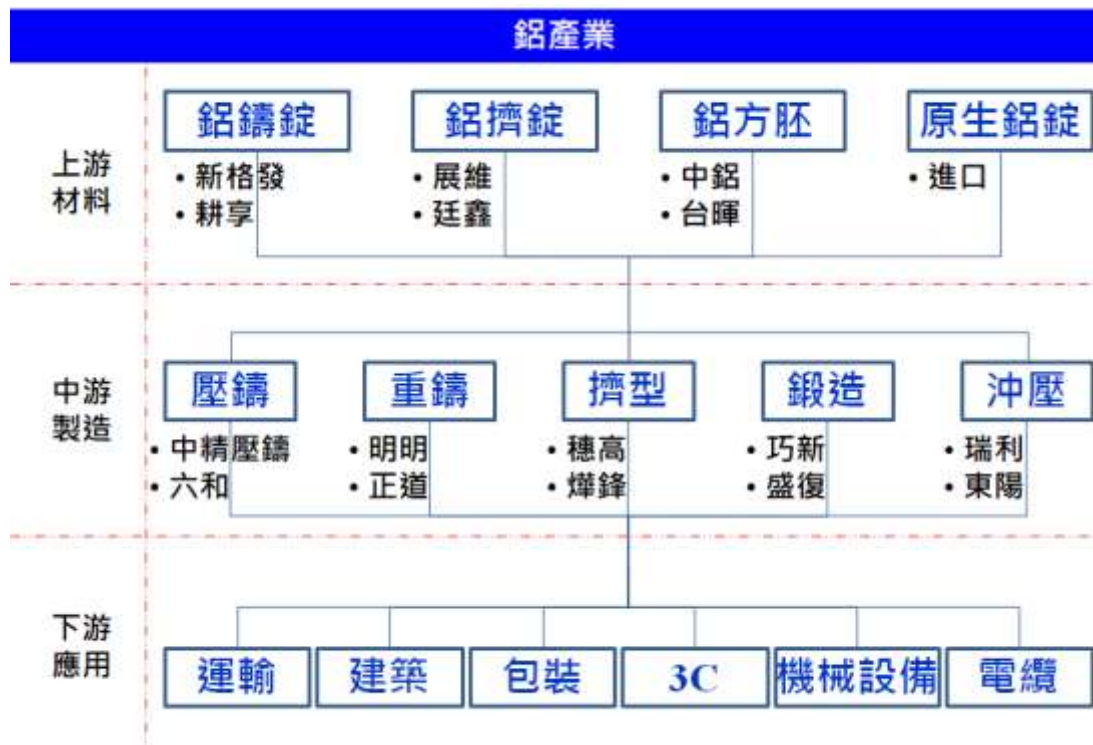 鋁產業
上游
材料
鋁鑄錠
• 新格發
• 耕享
鋁擠錠
• 展維
• 廷鑫
鋁方胚
• 中鋁
• 台暉
原生鋁錠
• 進口
中游
製造
壓鑄
• 中精壓鑄
• 六和
重鑄
• 明明
• 正道
擠型
• 穗高
• 燁鋒
鍛造
• 巧新
• 盛復
沖壓
• 瑞利
• 東陽
下游
應用
運輸
建築
包裝
3C
機械設備
電纜